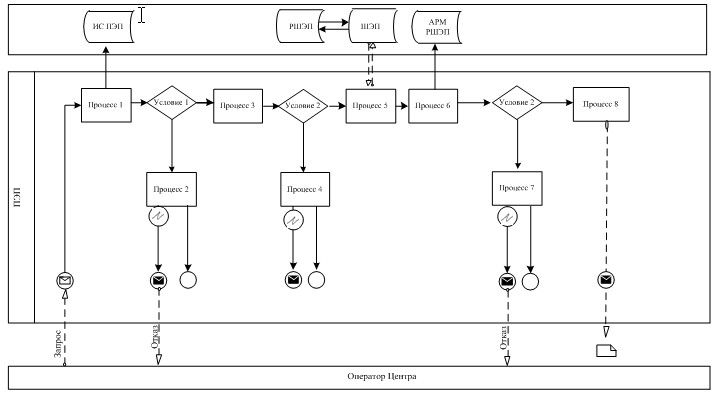 ИС ПЭП
РШЭП
ШЭП
АРМ
РШЭП
Процесс 1
Условие 1
Процесс 3
Условие 2
Процесс 5
Процесс 6
Условие 2
Процесс 8
Процесс 2
Процесс 4
Процесс 7
ПЭП
Запрос
Отказ
Отказ
Оператор Центра